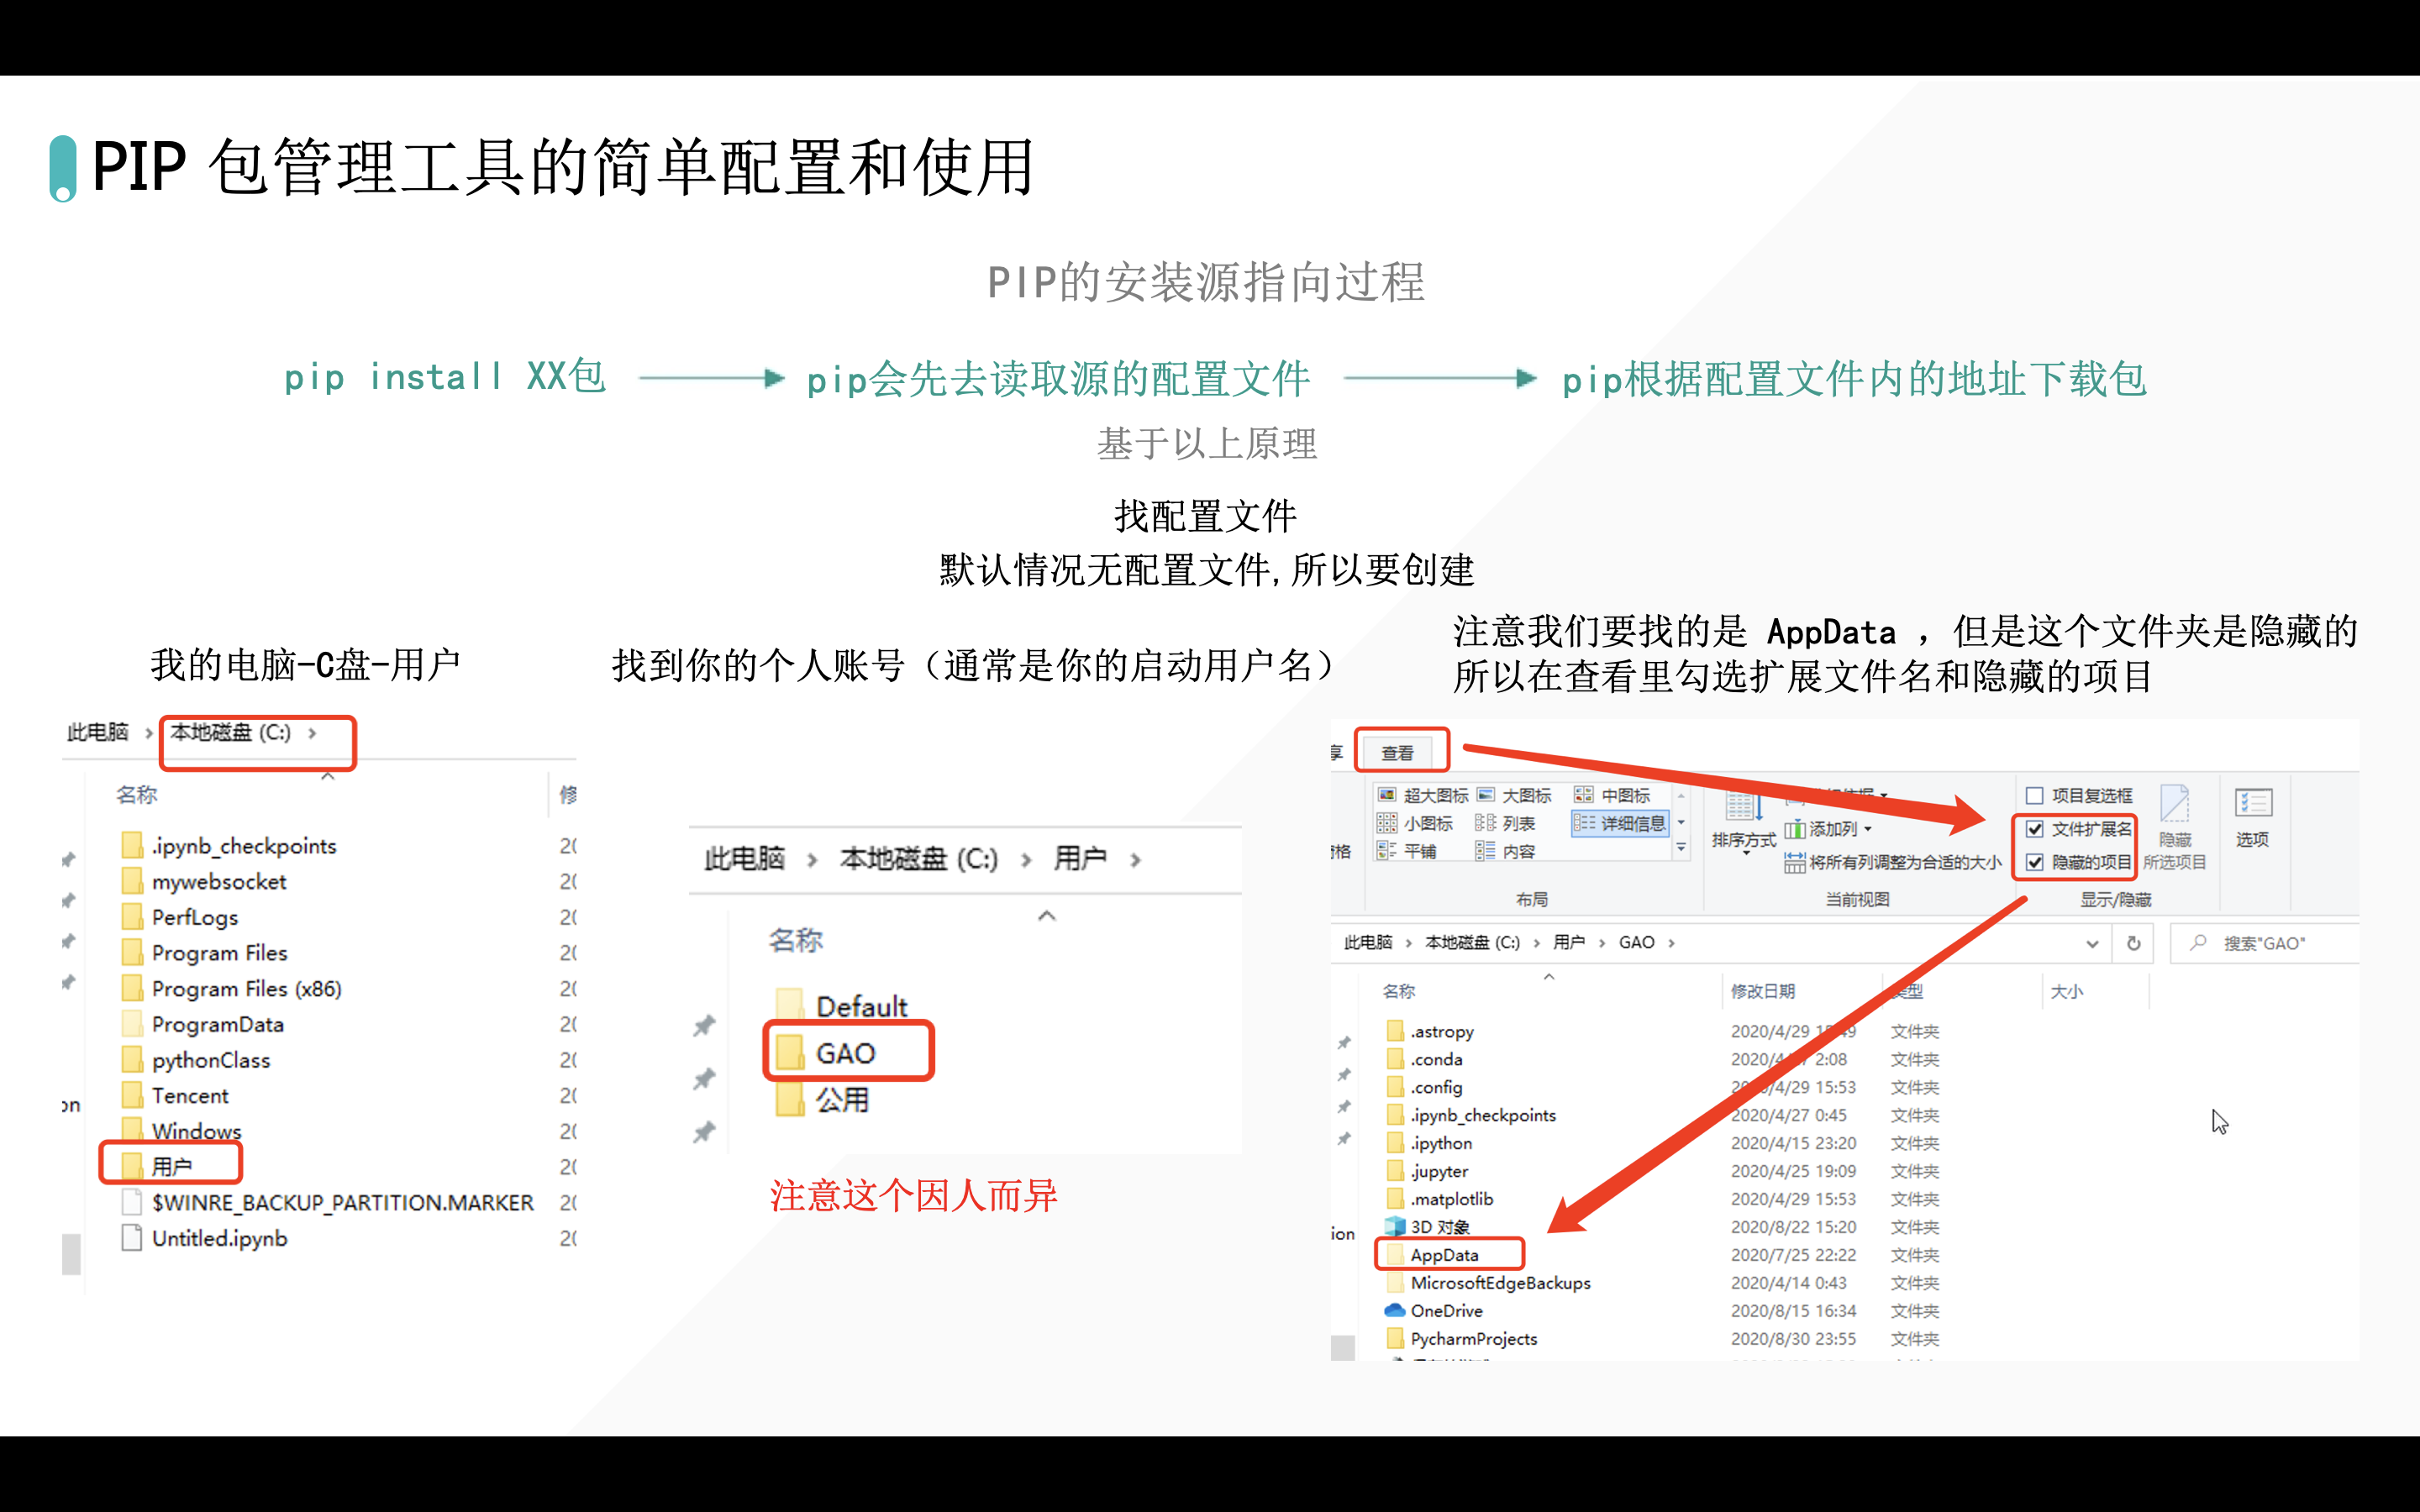 PIP 包管理工具的简单配置和使用
PIP的安装源指向过程
pip install XX包
pip会先去读取源的配置文件
pip根据配置文件内的地址下载包
基于以上原理
找配置文件
默认情况无配置文件,所以要创建
我的电脑-C盘-用户
此电脑 › 本地磁盘 (C:) ›
名称
修
.ipynb_checkpoints
mywebsocket
PerfLogs
Program Files
Program Files (x86)
ProgramData
pythonClass
Tencent
Windows
用户
$WINRE_BACKUP_PARTITION.MARKER
Untitled.ipynb
on
找到你的个人账号（通常是你的启动用户名）
此电脑 › 本地磁盘 (C:) › 用户 ›
名称
Default
GAO
公用
注意这个因人而异
注意我们要找的是 AppData ，但是这个文件夹是隐藏的
所以在查看里勾选扩展文件名和隐藏的项目
享 查看
超大图标 大图标 中图标
小图标 列表 详细信息
平铺 内容
布局
排序方式
添加列
将所有列调整为合适的大小
当前视图
项目复选框
文件扩展名
隐藏的项目
隐藏
所选项目
显示/隐藏
选项
此电脑 › 本地磁盘 (C:) › 用户 › GAO ›
搜索"GAO"
名称 修改日期 类型 大小
.astropy 2020/4/29 文件夹
.conda 2:08 文件夹
.config 2020/4/29 15:53 文件夹
.ipynb_checkpoints 2020/4/27 0:45 文件夹
.ipython 2020/4/15 23:20 文件夹
.jupyter 2020/4/25 19:09 文件夹
.matplotlib 2020/4/29 15:53 文件夹
3D 对象 2020/8/22 15:20 文件夹
AppData 2020/7/25 22:22 文件夹
MicrosoftEdgeBackups 2020/4/14 0:43 文件夹
OneDrive 2020/8/15 16:34 文件夹
PycharmProjects 2020/8/30 23:55 文件夹
ion